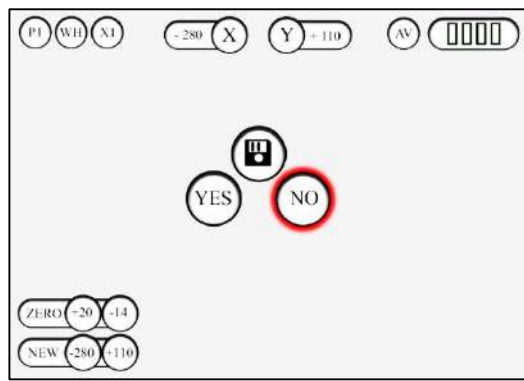 P1 WH X1 - 280 X Y + 110 AV
YES NO
ZERO +20 -14
NEW -280 +110